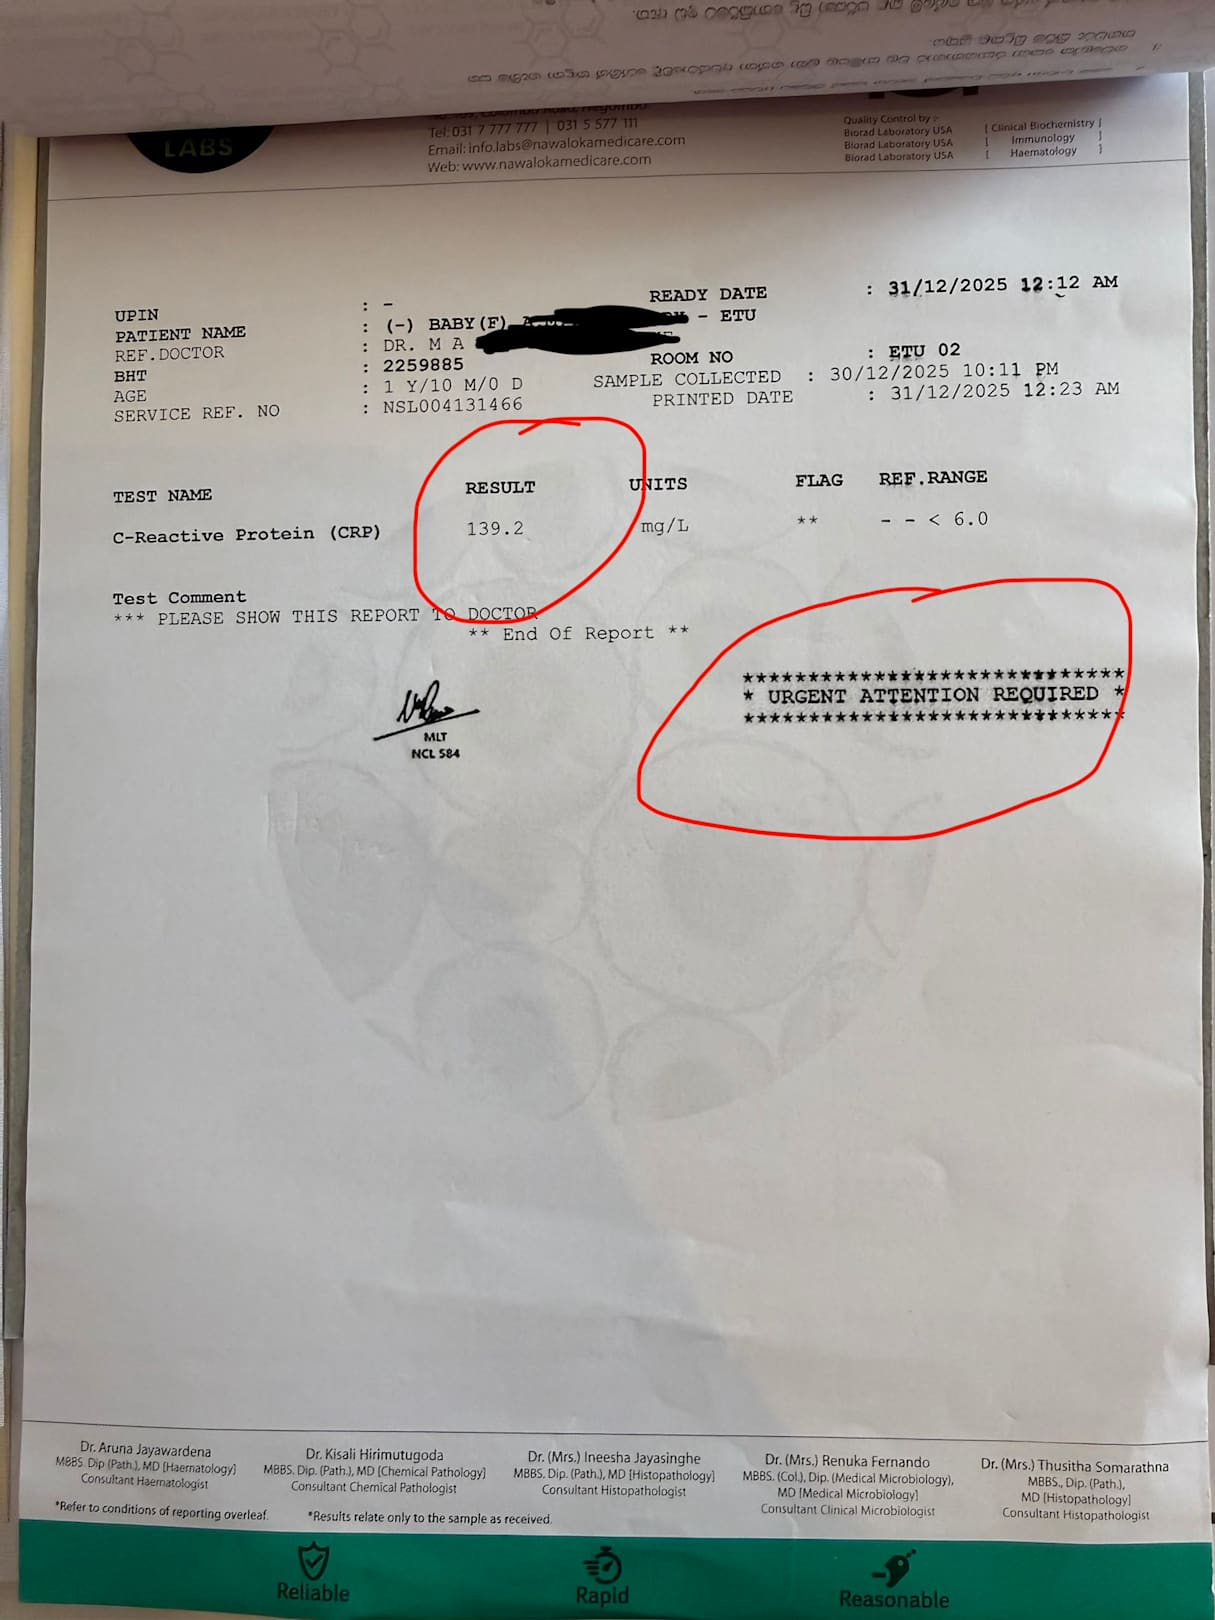 LABS
Tel: 031 7 777 777 | 031 5 577 111
Email: info.labs@nawalokamedicare.com
Web: www.nawalokamedicare.com
Quality Control by :-
Biorad Laboratory USA [ Clinical Biochemistry ]
Biorad Laboratory USA [ Immunology ]
Biorad Laboratory USA [ Haematology ]
UPIN : - READY DATE : 31/12/2025 12:12 AM
PATIENT NAME : (-) BABY(F) - ETU
REF.DOCTOR : DR. M A
BHT : 2259885 ROOM NO : ETU 02
AGE : 1 Y/10 M/0 D SAMPLE COLLECTED : 30/12/2025 10:11 PM
SERVICE REF. NO : NSL004131466 PRINTED DATE : 31/12/2025 12:23 AM
TEST NAME RESULT UNITS FLAG REF.RANGE
C-Reactive Protein (CRP) 139.2 mg/L ** - - < 6.0
Test Comment
*** PLEASE SHOW THIS REPORT TO DOCTOR
** End Of Report **
*****************************
* URGENT ATTENTION REQUIRED *
*****************************
MLT
NCL 584
Dr. Aruna Jayawardena
MBBS. Dip (Path.), MD [Haematology]
Consultant Haematologist
Dr. Kisali Hirimutugoda
MBBS. Dip. (Path.), MD [Chemical Pathology]
Consultant Chemical Pathologist
Dr. (Mrs.) Ineesha Jayasinghe
MBBS. Dip. (Path.), MD [Histopathology]
Consultant Histopathologist
Dr. (Mrs.) Renuka Fernando
MBBS. (Col.), Dip. (Medical Microbiology),
MD [Medical Microbiology]
Consultant Clinical Microbiologist
Dr. (Mrs.) Thusitha Somarathna
MBBS., Dip. (Path.),
MD [Histopathology]
Consultant Histopathologist
*Refer to conditions of reporting overleaf.
*Results relate only to the sample as received.
Reliable
Rapid
Reasonable